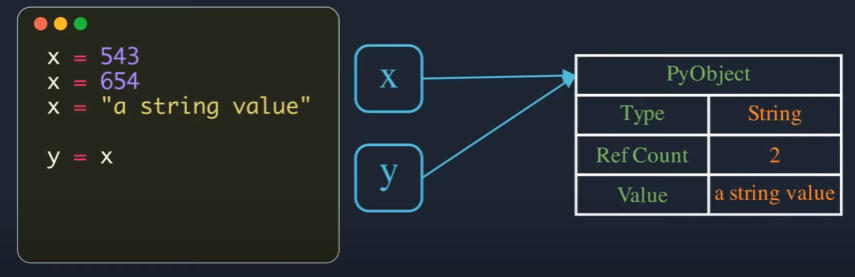 x = 543
x = 654
x = "a string value"
y = x
x
y
PyObject
Type String
Ref Count 2
Value a string value